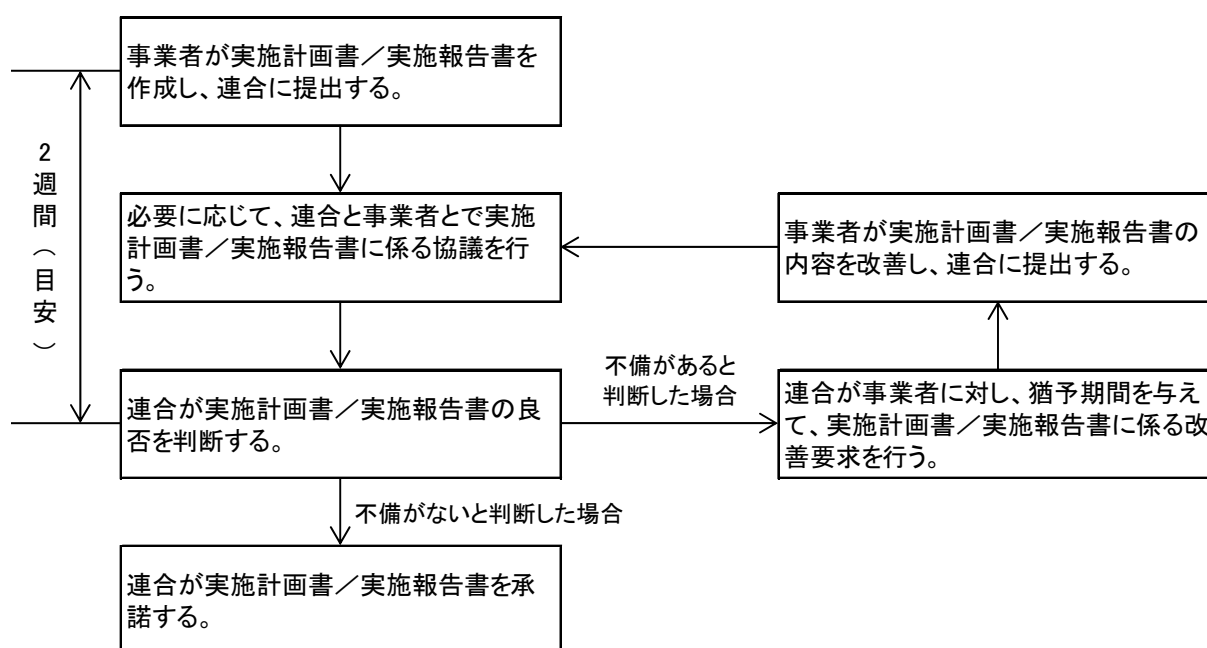 事業者が実施計画書／実施報告書を
作成し、連合に提出する。
2週間（目安）
必要に応じて、連合と事業者とで実施
計画書／実施報告書に係る協議を行
う。
事業者が実施計画書／実施報告書の
内容を改善し、連合に提出する。
連合が実施計画書／実施報告書の良
否を判断する。
不備があると
判断した場合
連合が事業者に対し、猶予期間を与え
て、実施計画書／実施報告書に係る改
善要求を行う。
不備がないと判断した場合
連合が実施計画書／実施報告書を承
諾する。